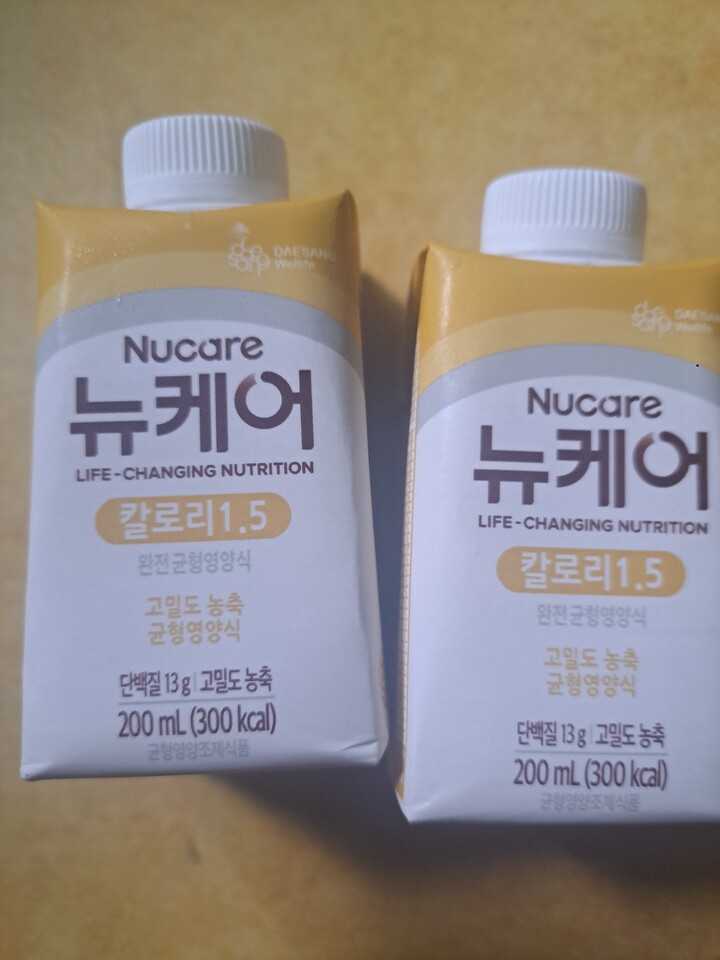 desang
DAESANG
Wellife
Nucare
뉴케어
LIFE-CHANGING NUTRITION
칼로리1.5
완전균형영양식
고밀도 농축
균형영양식
단백질 13g | 고밀도 농축
200 mL (300 kcal)
균형영양조제식품
DAESAN
Wellife
Nucare
뉴케어
LIFE-CHANGING NUTRITION
칼로리1.5
완전균형영양식
고밀도 농축
균형영양식
단백질 13g | 고밀도 농축
200 mL (300 kcal)
균형영양조제식품